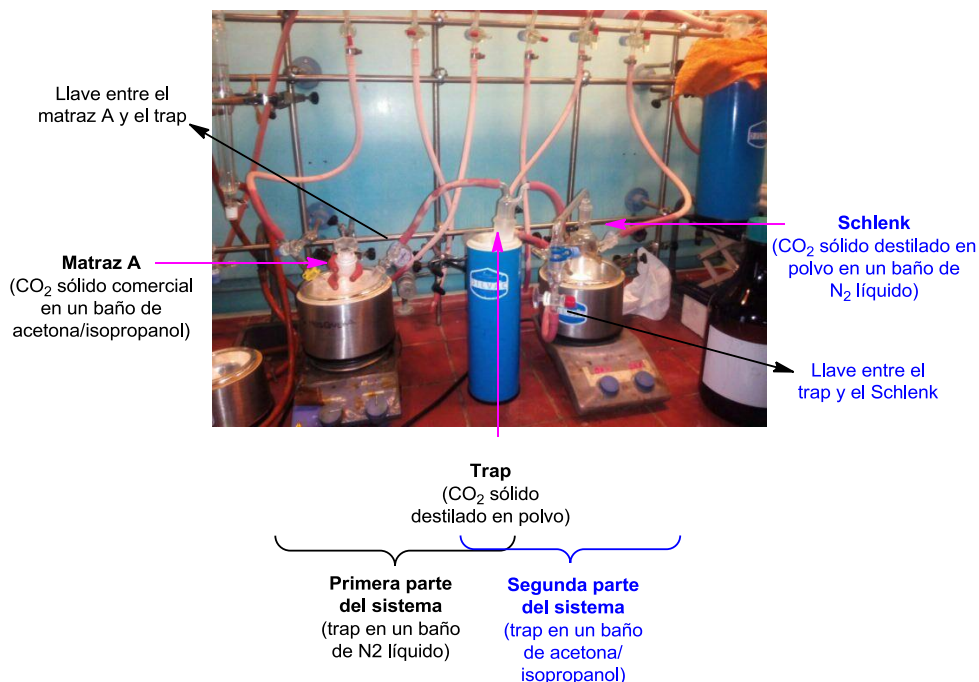 Llave entre el
matraz A y el trap
Matraz A
(CO2 sólido comercial
en un baño de
acetona/isopropanol)
Schlenk
(CO2 sólido destilado en
polvo en un baño de
N2 líquido)
Llave entre el
trap y el Schlenk
Trap
(CO2 sólido
destilado en polvo)
Primera parte
del sistema
(trap en un baño
de N2 líquido)
Segunda parte
del sistema
(trap en un baño
de acetona/
isopropanol)